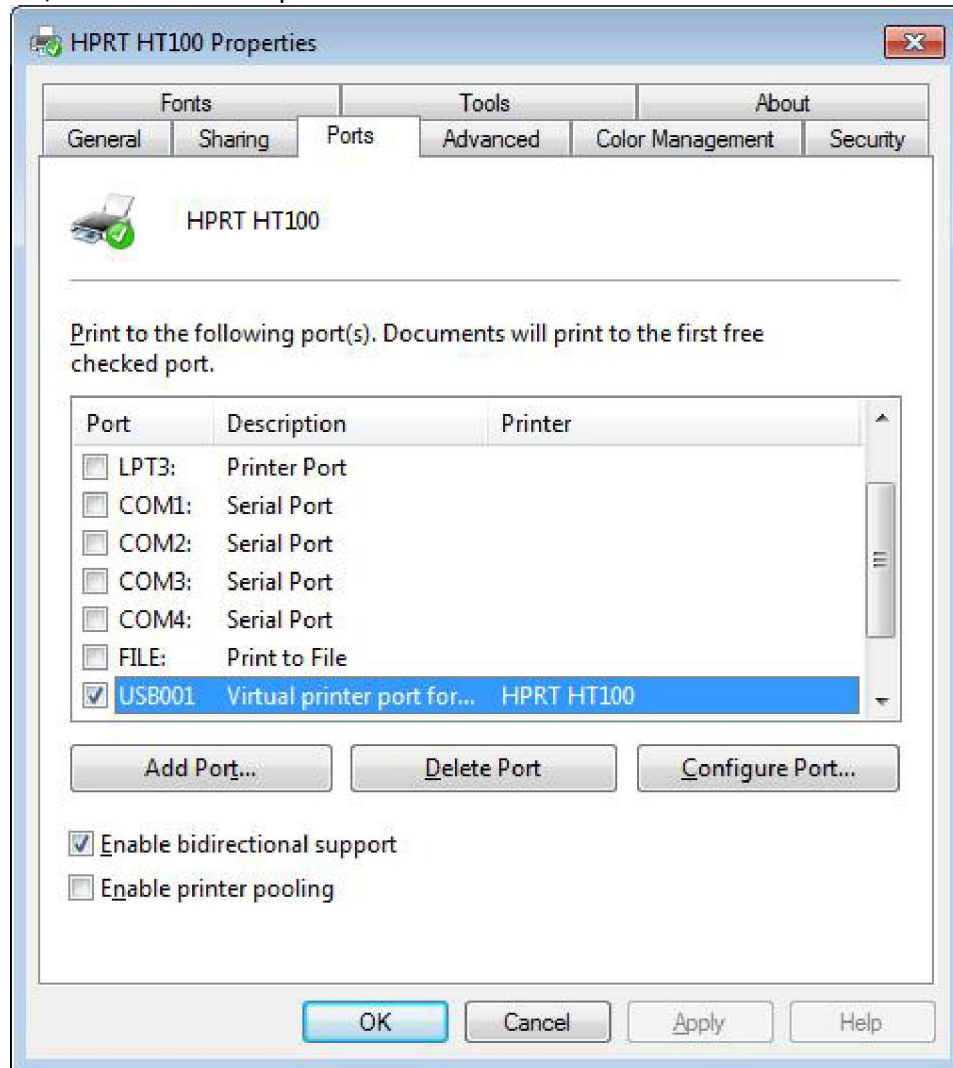 HPRT HT100 Properties
Fonts Tools About
General Sharing Ports Advanced Color Management Security
HPRT HT100
Print to the following port(s). Documents will print to the first free
checked port.
Port Description Printer
LPT3: Printer Port
COM1: Serial Port
COM2: Serial Port
COM3: Serial Port
COM4: Serial Port
FILE: Print to File
USB001 Virtual printer port for... HPRT HT100
Add Port... Delete Port Configure Port...
Enable bidirectional support
Enable printer pooling
OK Cancel Apply Help